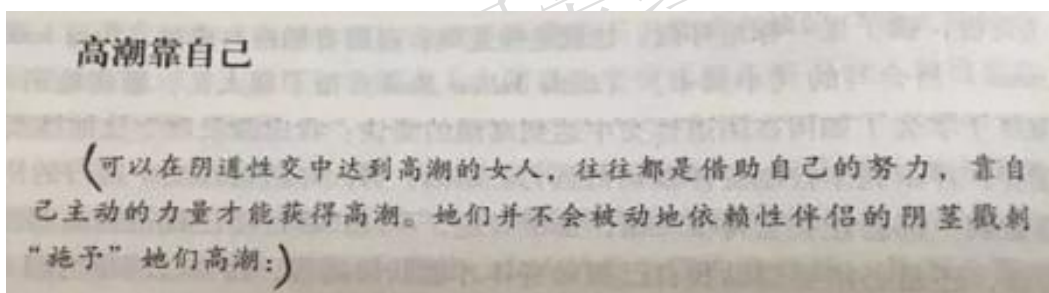 高潮靠自己
(可以在阴道性交中达到高潮的女人，往往都是借助自己的努力，靠自
己主动的力量才能获得高潮。她们并不会被动地依赖性伴侣的阴茎戳刺
“施予”她们高潮:)